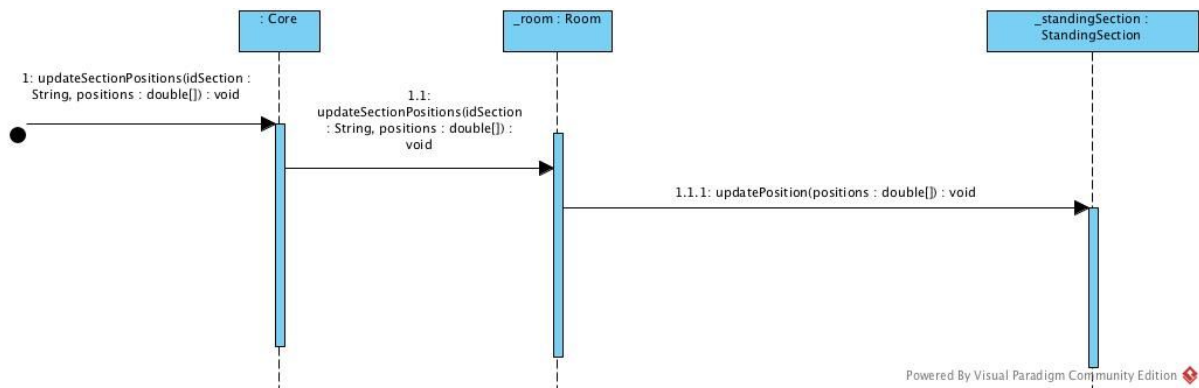 : Core
_room : Room
_standingSection :
StandingSection
1: updateSectionPositions(idSection :
String, positions : double[]) : void
1.1:
updateSectionPositions(idSection
: String, positions : double[]) :
void
1.1.1: updatePosition(positions : double[]) : void
Powered By Visual Paradigm Community Edition